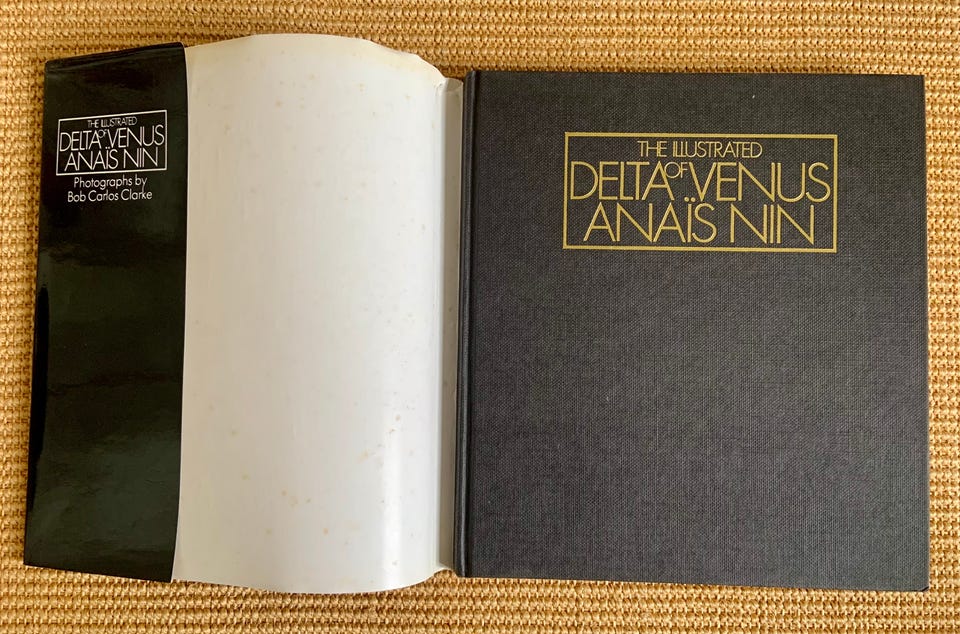 THE ILLUSTRATED
DELTA OF VENUS
ANAÏS NIN
Photographs by
Bob Carlos Clarke
THE ILLUSTRATED
DELTA OF VENUS
ANAÏS NIN